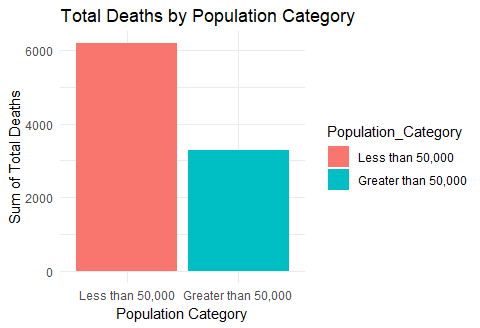 Total Deaths by Population Category
Sum of Total Deaths
6000
4000
2000
0
Less than 50,000
Greater than 50,000
Population Category
Population_Category
Less than 50,000
Greater than 50,000